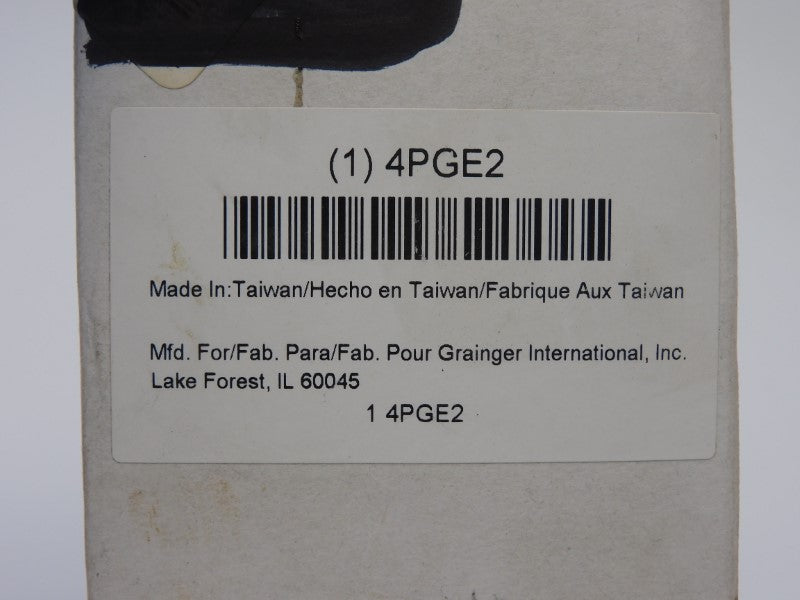 (1) 4PGE2
Made In:Taiwan/Hecho en Taiwan/Fabrique Aux Taiwan
Mfd. For/Fab. Para/Fab. Pour Grainger International, Inc.
Lake Forest, IL 60045
1 4PGE2